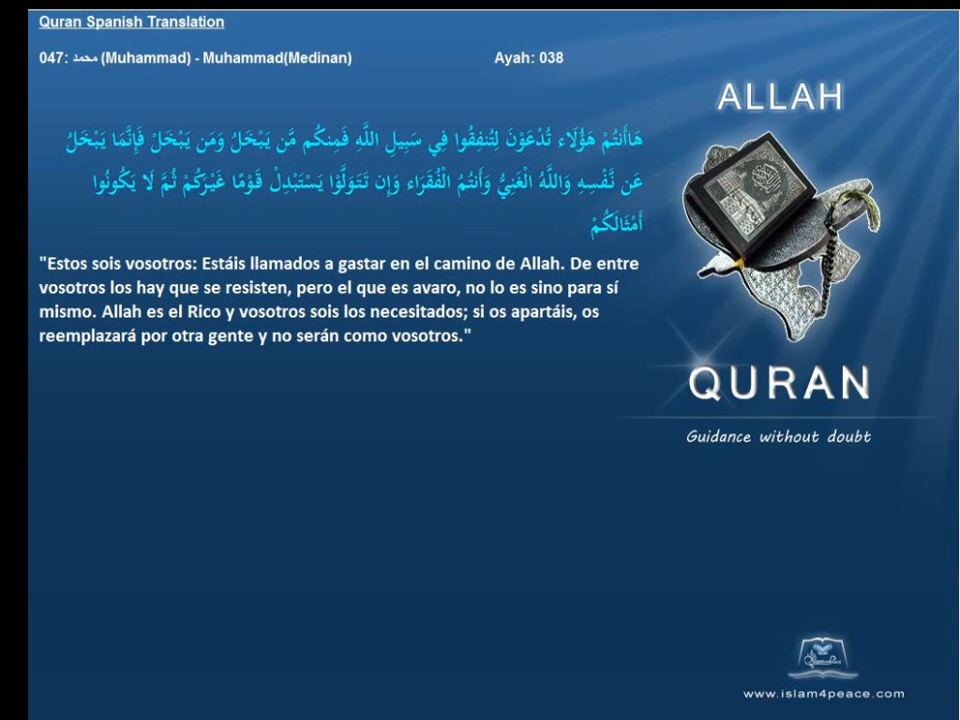 Quran Spanish Translation
047: محمد (Muhammad) - Muhammad(Medinan) Ayah: 038
ALLAH
هَاأَنتُمْ هَؤُلَاء تُدْعَوْنَ لِتُنفِقُوا فِي سَبِيلِ اللَّهِ فَمِنكُم مَّن يَبْخَلُ وَمَن يَبْخَلْ فَإِنَّمَا يَبْخَلُ
عَن نَّفْسِهِ وَاللَّهُ الْغَنِيُّ وَأَنتُمُ الْفُقَرَاء وَإِن تَتَوَلَّوْا يَسْتَبْدِلْ قَوْمًا غَيْرَكُمْ ثُمَّ لَا يَكُونُوا
أَمْثَالَكُمْ
"Estos sois vosotros: Estáis llamados a gastar en el camino de Allah. De entre
vosotros los hay que se resisten, pero el que es avaro, no lo es sino para sí
mismo. Allah es el Rico y vosotros sois los necesitados; si os apartáis, os
reemplazará por otra gente y no serán como vosotros."
QURAN
Guidance without doubt
www.islam4peace.com